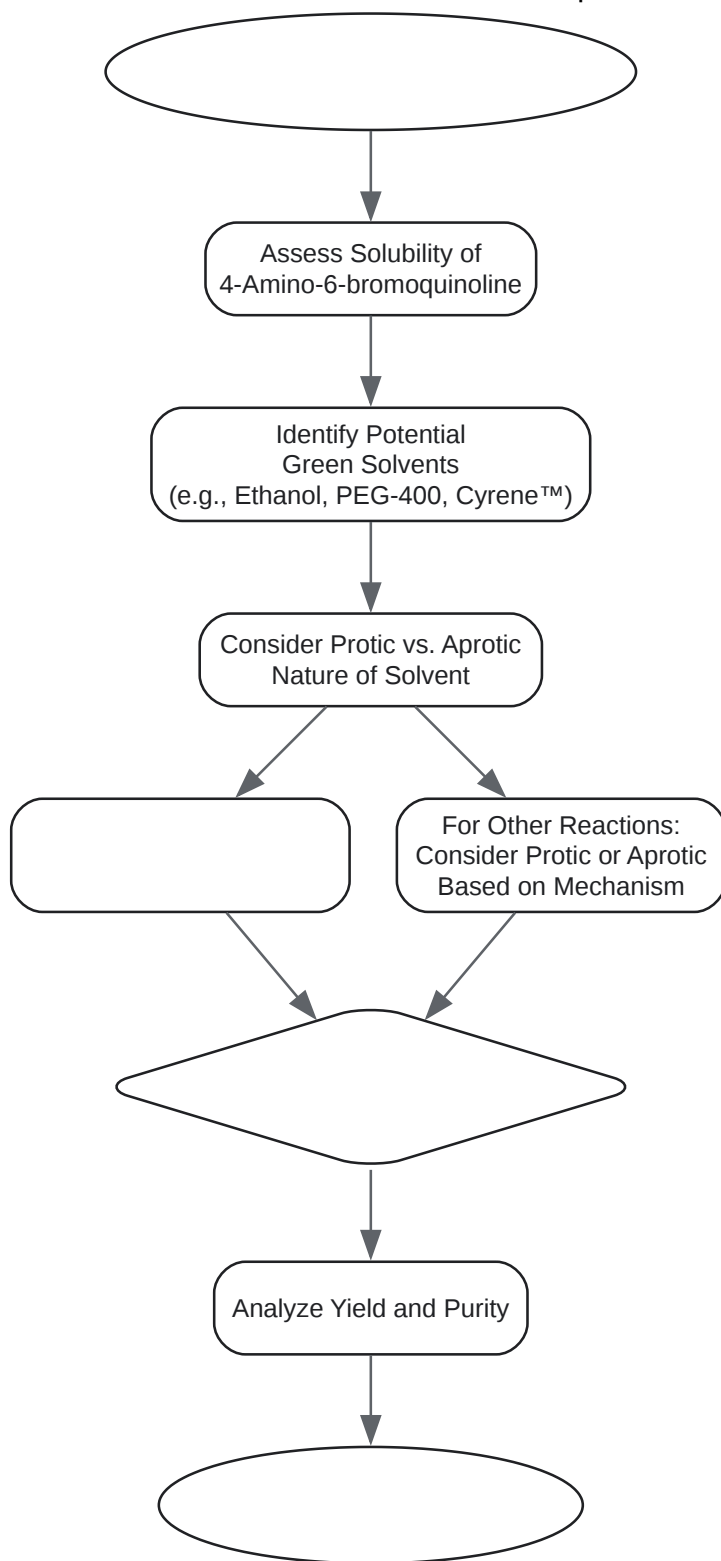 Assess Solubility of
4-Amino-6-bromoquinoline
Identify Potential
Green Solvents
(e.g., Ethanol, PEG-400, Cyrene™)
Consider Protic vs. Aprotic
Nature of Solvent
For Other Reactions:
Consider Protic or Aprotic
Based on Mechanism
Analyze Yield and Purity